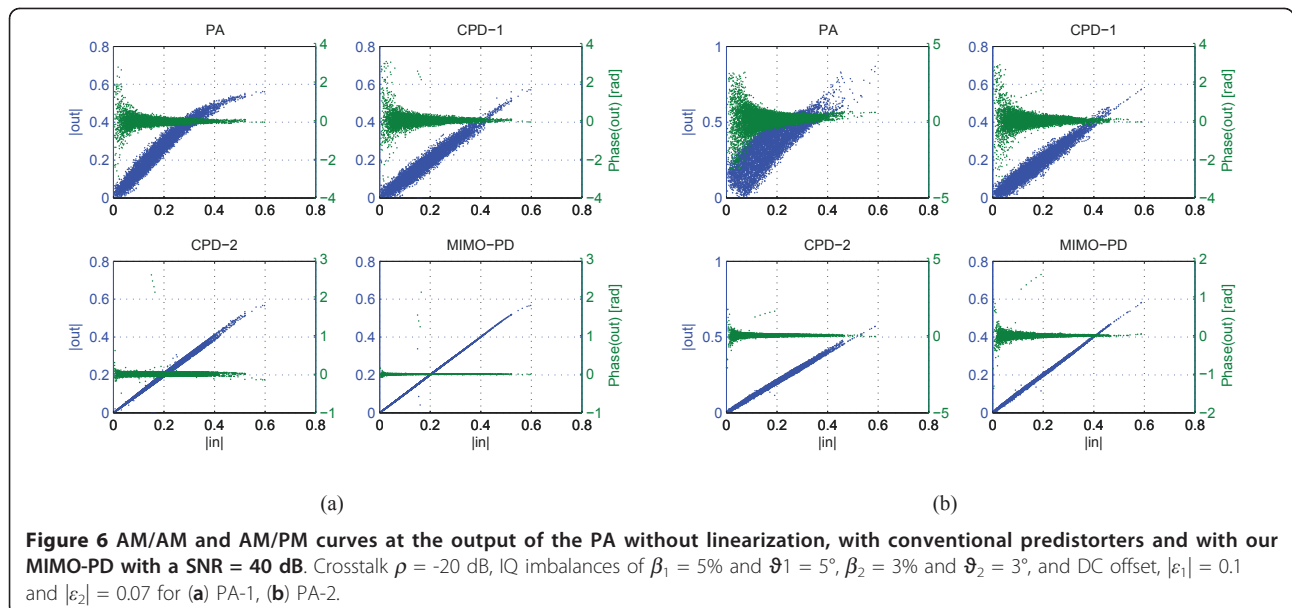 PA
CPD−1
PA
CPD−1
0.8
0.6
0.4
0.2
0
|out|
4
2
0
−2
−4
0 0.2 0.4 0.6 0.8
0.8
0.6
0.4
0.2
0
4
2
0
−2
−4
Phase(out) [rad]
0 0.2 0.4 0.6 0.8
1
0.5
0
|out|
5
0
−5
0 0.2 0.4 0.6 0.8
0.8
0.6
0.4
0.2
0
4
2
0
−2
−4
Phase(out) [rad]
0 0.2 0.4 0.6 0.8
CPD−2
MIMO−PD
CPD−2
MIMO−PD
0.8
0.6
0.4
0.2
0
|out|
3
2
1
0
−1
0 0.2 0.4 0.6 0.8
|in|
0.8
0.6
0.4
0.2
0
3
2
1
0
−1
Phase(out) [rad]
0 0.2 0.4 0.6 0.8
|in|
1
0.5
0
|out|
5
0
−5
0 0.2 0.4 0.6 0.8
|in|
0.8
0.6
0.4
0.2
0
2
1
0
−1
−2
Phase(out) [rad]
0 0.2 0.4 0.6 0.8
|in|
(a)
(b)
Figure 6 AM/AM and AM/PM curves at the output of the PA without linearization, with conventional predistorters and with our
MIMO-PD with a SNR = 40 dB. Crosstalk ρ = -20 dB, IQ imbalances of β₁ = 5% and ϑ1 = 5°, β₂ = 3% and ϑ₂ = 3°, and DC offset, |ε₁| = 0.1
and |ε₂| = 0.07 for (a) PA-1, (b) PA-2.